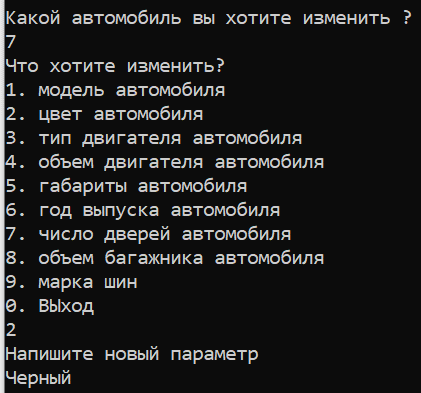 Какой автомобиль вы хотите изменить ?
7
Что хотите изменить?
1. модель автомобиля
2. цвет автомобиля
3. тип двигателя автомобиля
4. объем двигателя автомобиля
5. габариты автомобиля
6. год выпуска автомобиля
7. число дверей автомобиля
8. объем багажника автомобиля
9. марка шин
0. ВЫход
2
Напишите новый параметр
Черный